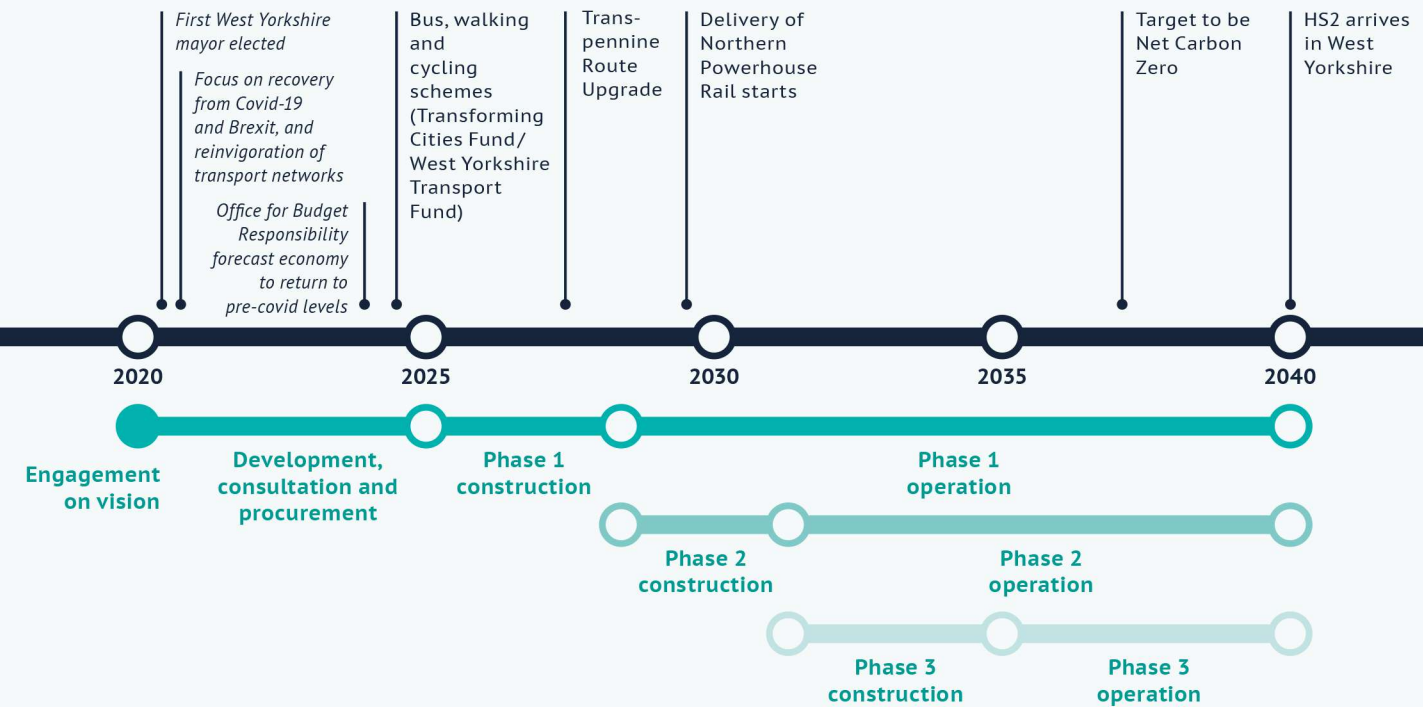 First West Yorkshire
mayor elected
Focus on recovery
from Covid-19
and Brexit, and
reinvigoration of
transport networks
Office for Budget
Responsibility
forecast economy
to return to
pre-covid levels
Bus, walking
and
cycling
schemes
(Transforming
Cities Fund/
West Yorkshire
Transport
Fund)
Trans-
pennine
Route
Upgrade
Delivery of
Northern
Powerhouse
Rail starts
Target to be
Net Carbon
Zero
HS2 arrives
in West
Yorkshire
2020
2025
2030
2035
2040
Engagement
on vision
Development,
consultation and
procurement
Phase 1
construction
Phase 1
operation
Phase 2
construction
Phase 2
operation
Phase 3
construction
Phase 3
operation